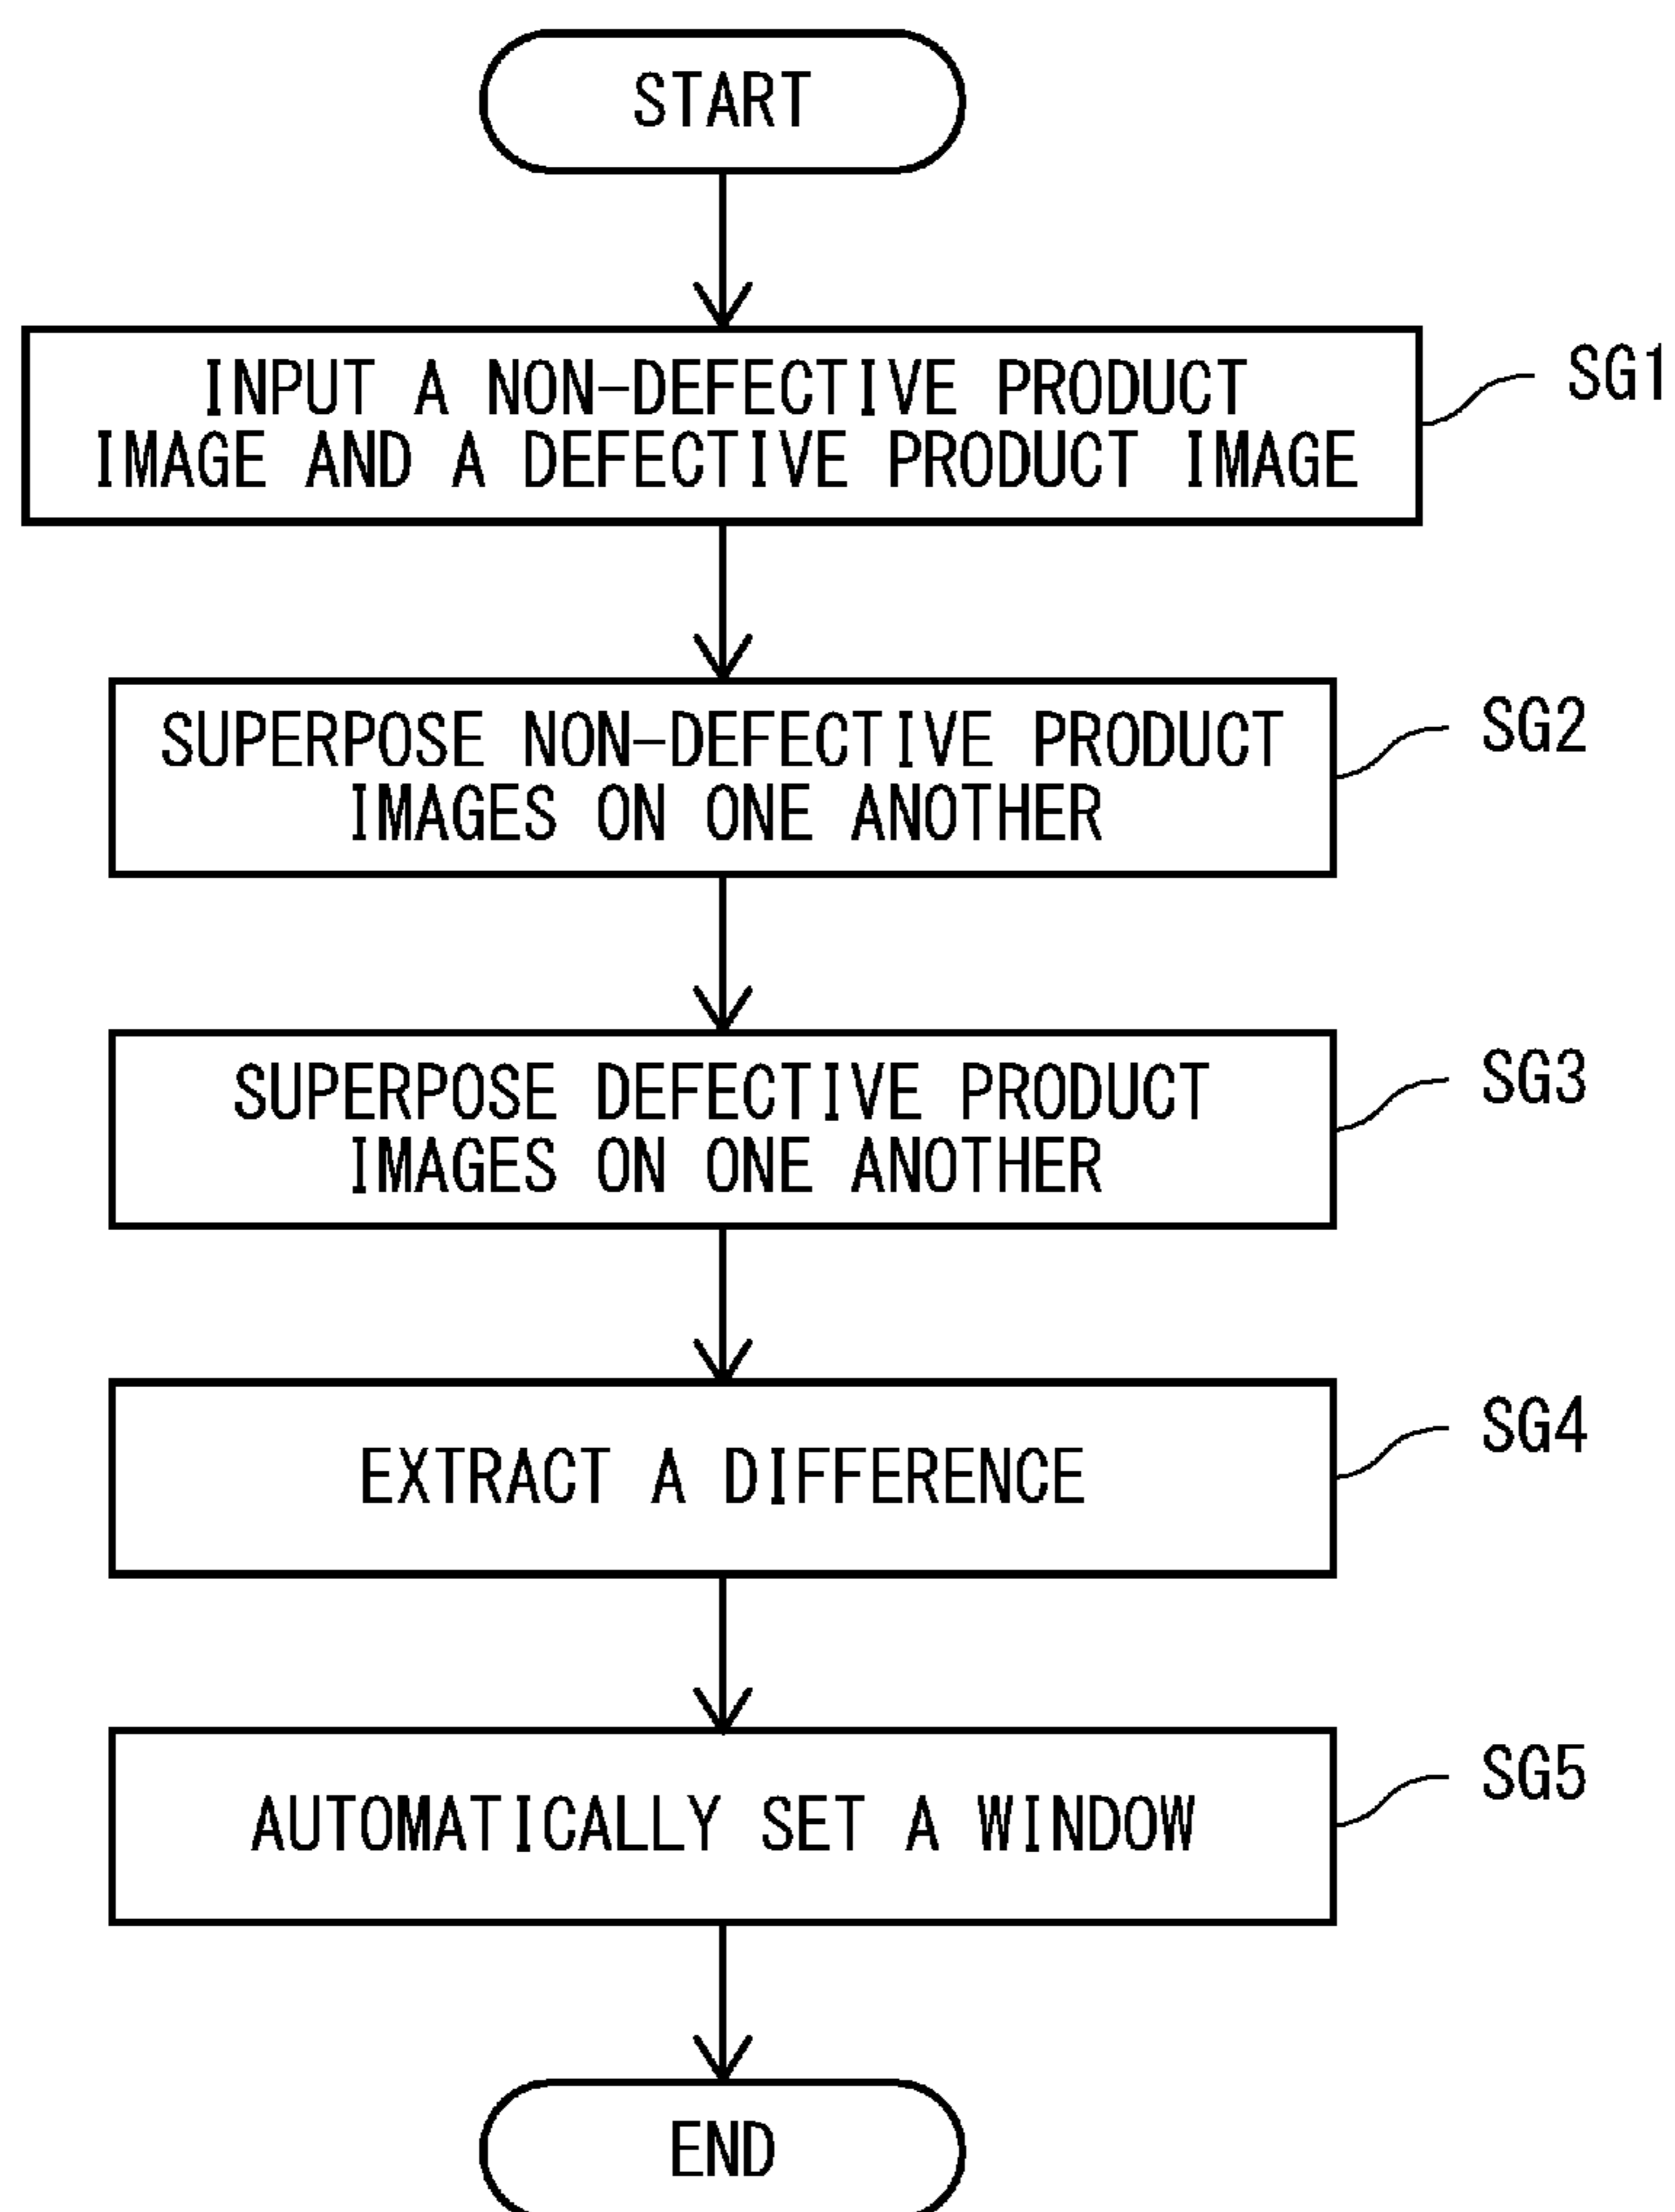 START
INPUT A NON-DEFECTIVE PRODUCT
IMAGE AND A DEFECTIVE PRODUCT IMAGE
SG1
SUPERPOSE NON-DEFECTIVE PRODUCT
IMAGES ON ONE ANOTHER
SG2
SUPERPOSE DEFECTIVE PRODUCT
IMAGES ON ONE ANOTHER
SG3
EXTRACT A DIFFERENCE
SG4
AUTOMATICALLY SET A WINDOW
SG5
END